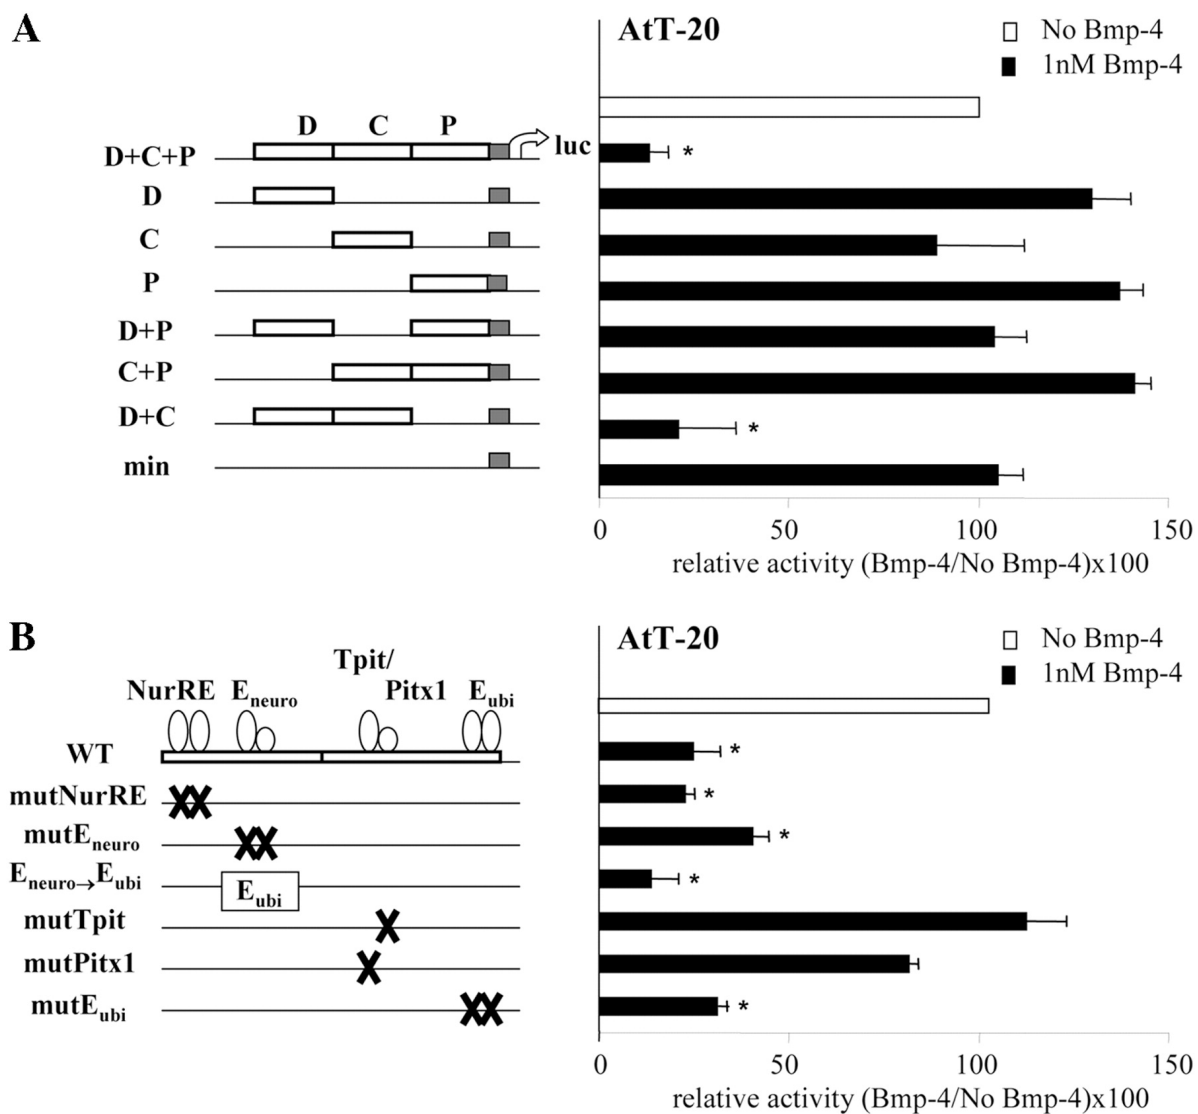 A
AtT-20
No Bmp-4
1nM Bmp-4
D C P
D+C+P luc *
D
C
P
D+P
C+P
D+C *
min
0 50 100 150
relative activity (Bmp-4/No Bmp-4)x100
B
AtT-20
No Bmp-4
1nM Bmp-4
Tpit/
NurRE Eneuro Pitx1 Eubi
WT *
mutNurRE *
mutEneuro *
Eneuro→Eubi Eubi *
mutTpit
mutPitx1
mutEubi *
0 50 100 150
relative activity (Bmp-4/No Bmp-4)x100